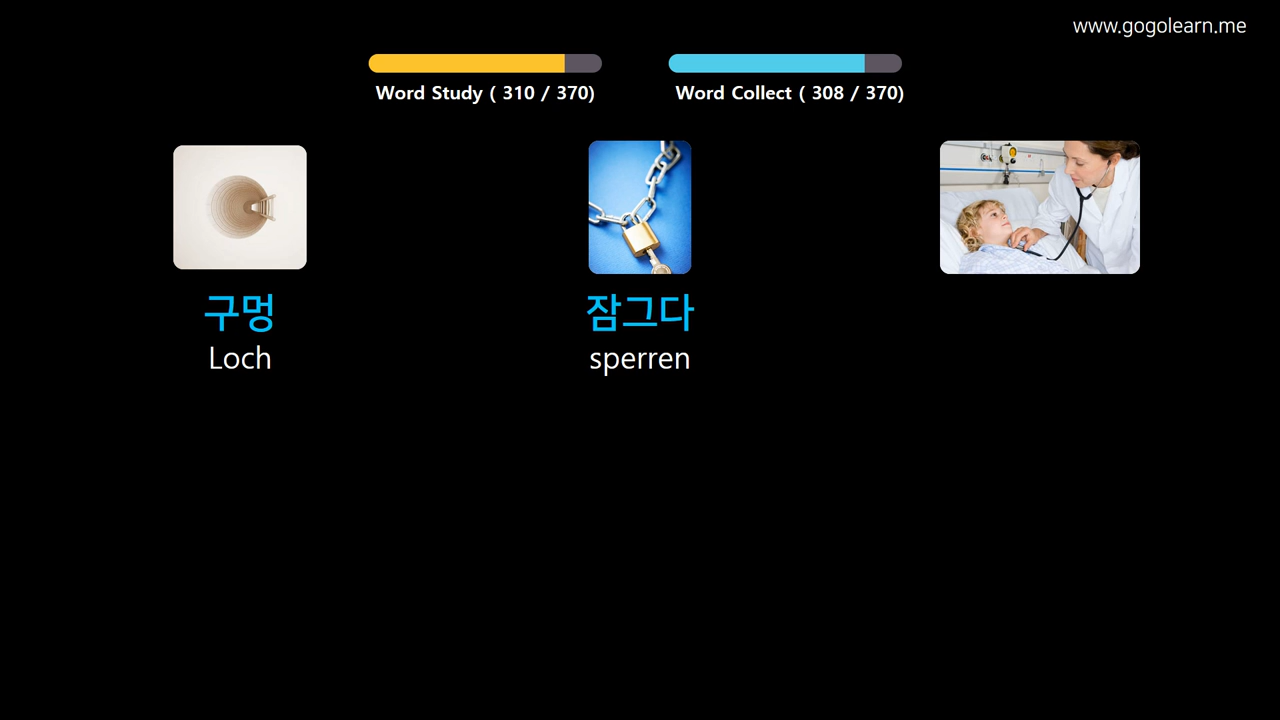 www.gogolearn.me
Word Study ( 310 / 370)
Word Collect ( 308 / 370)
구멍
Loch
잠그다
sperren